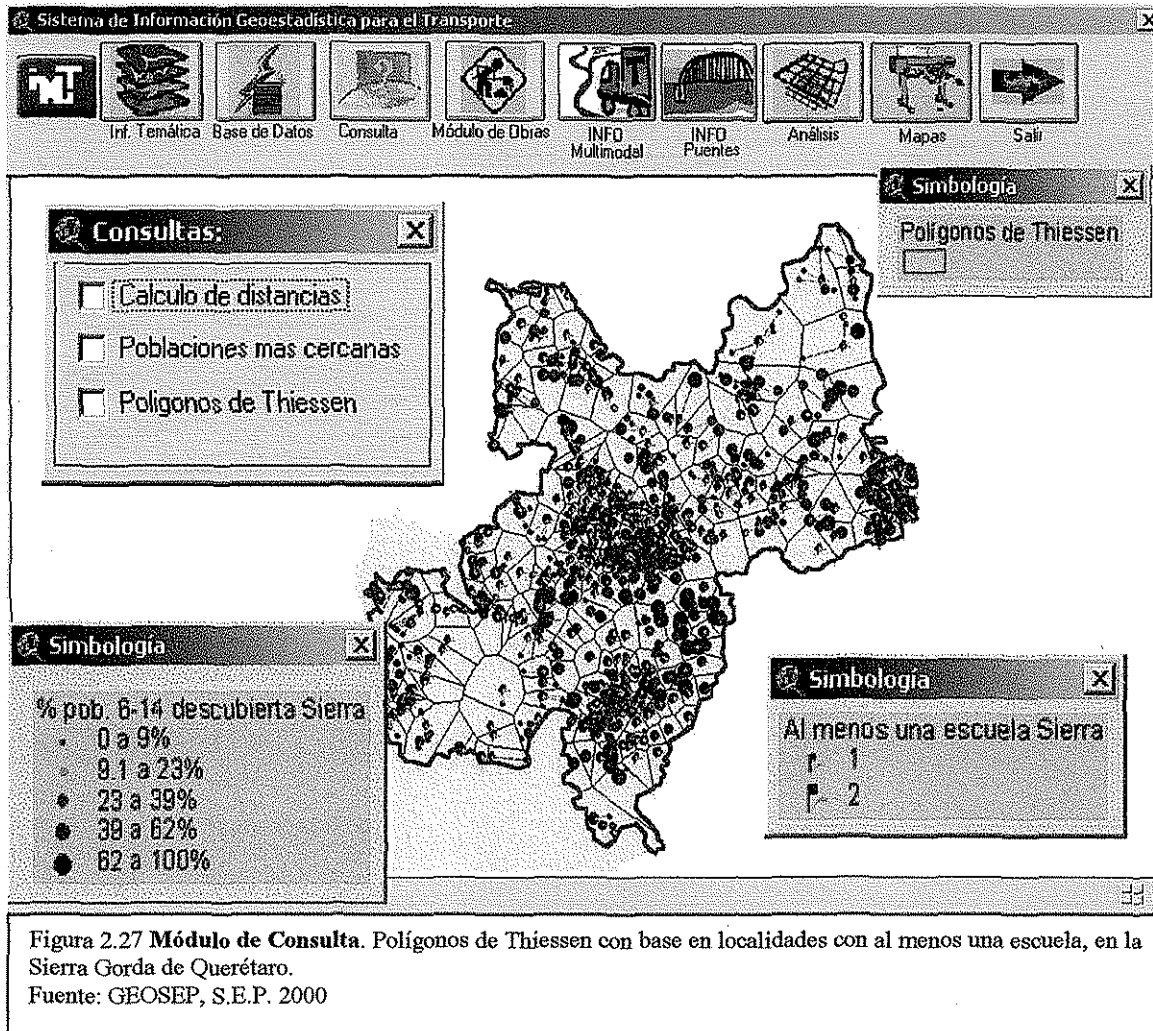 Sistema de Información Geoestadística para el Transporte
imt
Inf. Temática
Base de Datos
Consulta
Módulo de Obras
INFO
Multimodal
INFO
Puentes
Análisis
Mapas
Salir
Simbología
Polígonos de Thiessen
Consultas:
Calculo de distancias
Poblaciones mas cercanas
Poligonos de Thiessen
Simbología
% pob. 6-14 descubierta Sierra
0 a 9%
9.1 a 23%
23 a 39%
39 a 62%
62 a 100%
Simbología
Al menos una escuela Sierra
1
2
Figura 2.27 Módulo de Consulta. Polígonos de Thiessen con base en localidades con al menos una escuela, en la
Sierra Gorda de Querétaro.
Fuente: GEOSEP, S.E.P. 2000